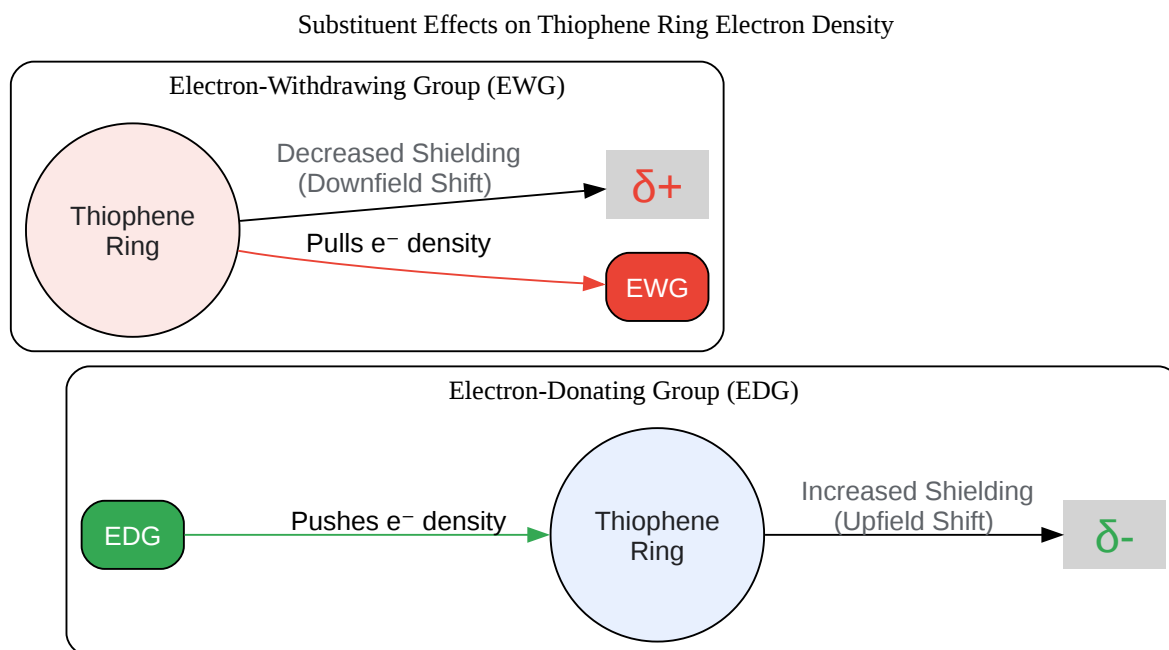 Substituent Effects on Thiophene Ring Electron Density
Electron-Withdrawing Group (EWG)
Thiophene
Ring
Decreased Shielding
(Downfield Shift)
δ+
Pulls e⁻ density
EWG
Electron-Donating Group (EDG)
EDG
Pushes e⁻ density
Thiophene
Ring
Increased Shielding
(Upfield Shift)
δ-